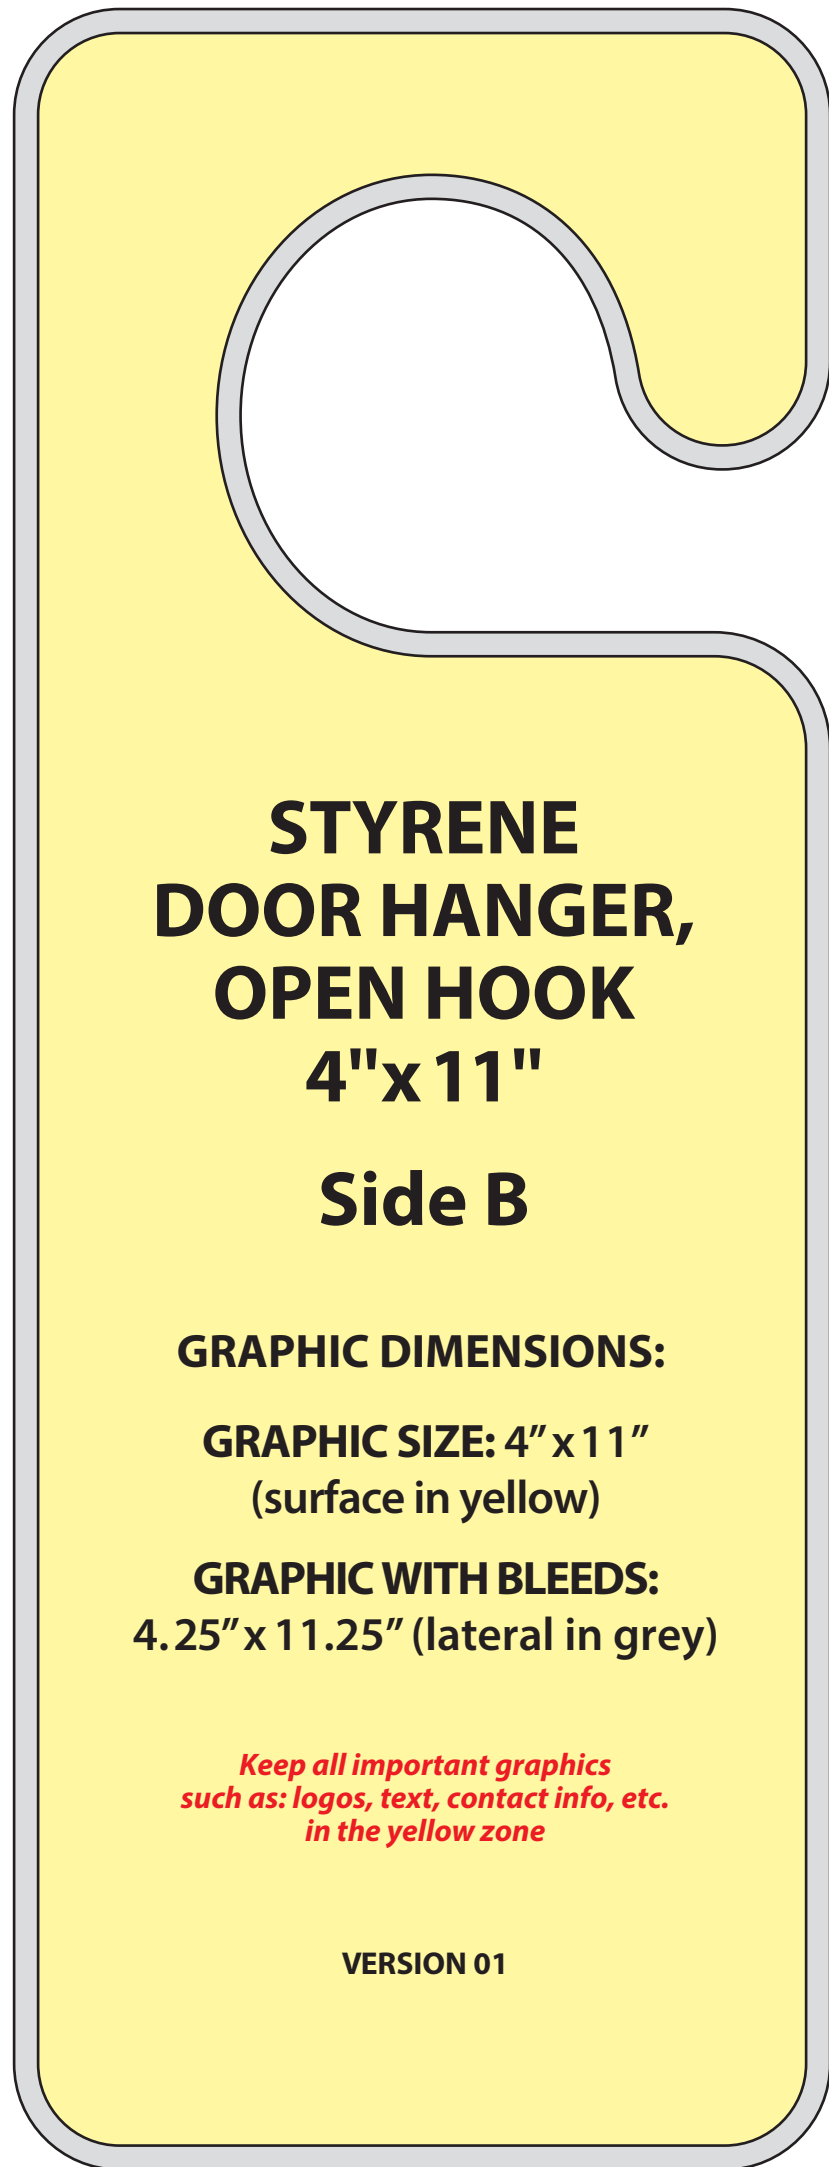 STYRENE
DOOR HANGER,
OPEN HOOK
4"x 11"
Side B
GRAPHIC DIMENSIONS:
GRAPHIC SIZE: 4” x 11”
(surface in yellow)
GRAPHIC WITH BLEEDS:
4.25” x 11.25” (lateral in grey)
Keep all important graphics
such as: logos, text, contact info, etc.
in the yellow zone
VERSION 01